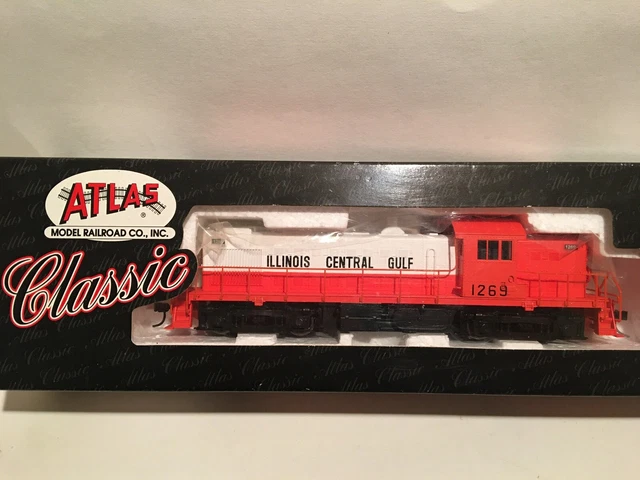 ATLAS
®
MODEL RAILROAD CO., INC.
Classic
ILLINOIS CENTRAL GULF
1269